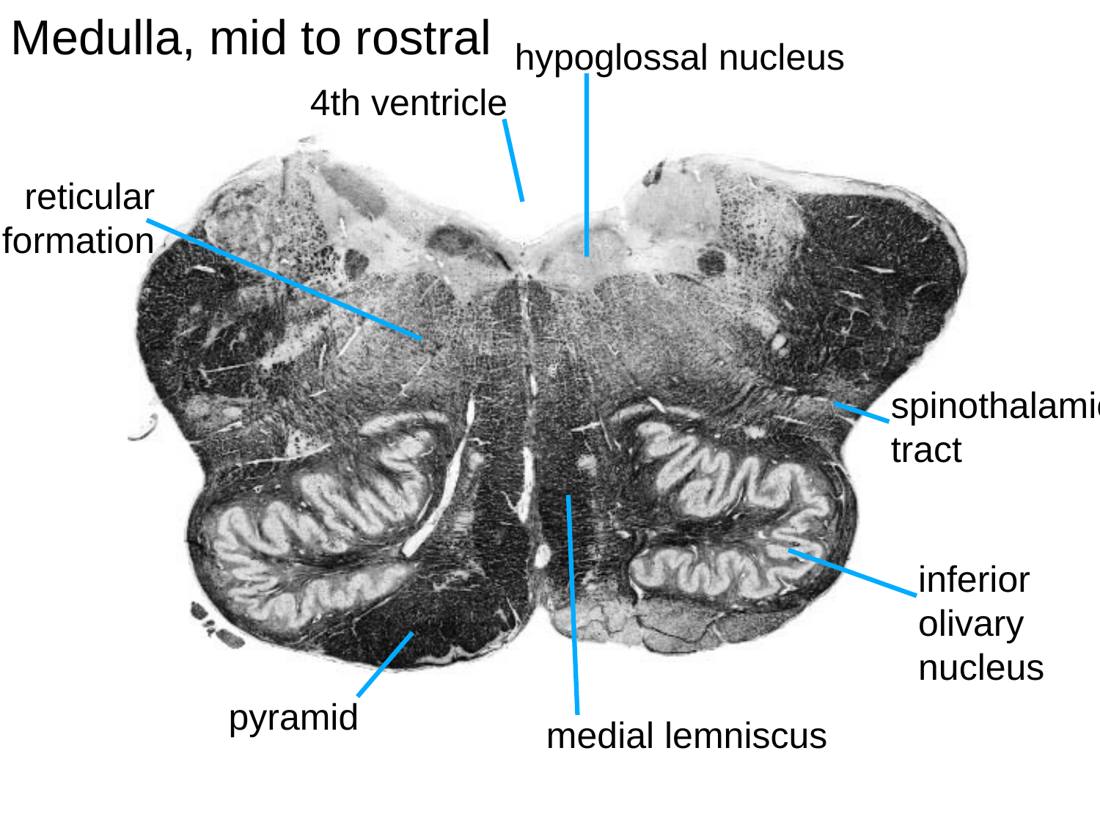 Medulla, mid to rostral
hypoglossal nucleus
4th ventricle
reticular
formation
spinothalamic
tract
inferior
olivary
nucleus
pyramid
medial lemniscus